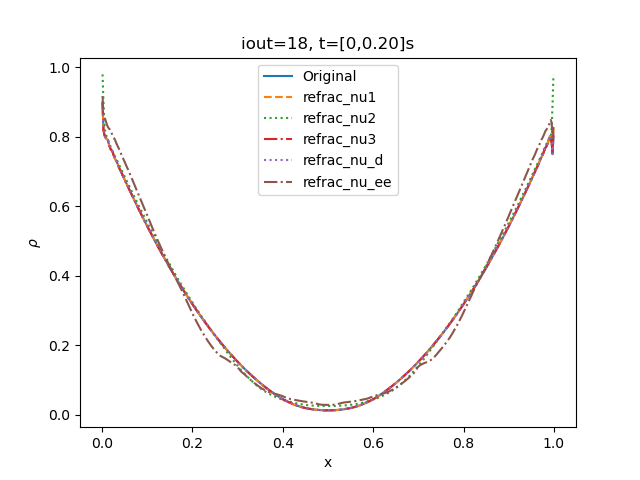 iout=18, t=[0,0.20]s
Original
refrac_nu1
refrac_nu2
refrac_nu3
refrac_nu_d
refrac_nu_ee
1.0
0.8
0.6
0.4
0.2
0.0
ρ
0.0 0.2 0.4 0.6 0.8 1.0
x